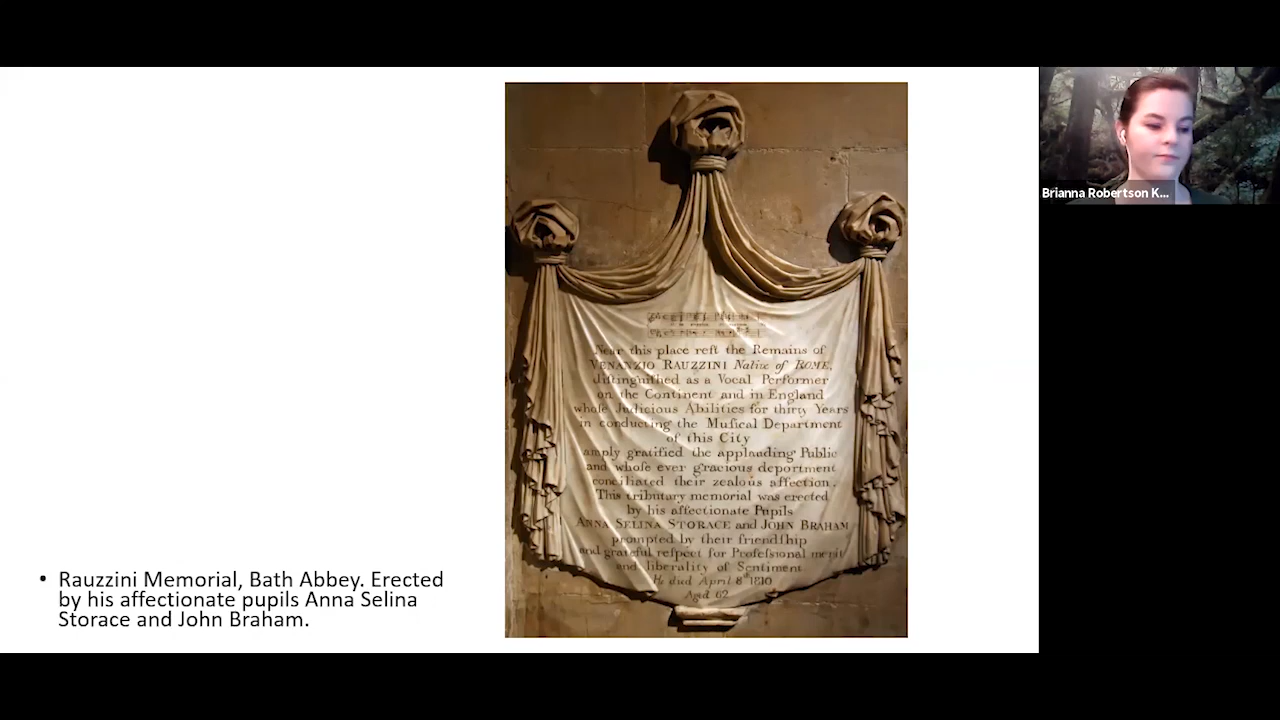 Near this place reſt the Remains of
VENANZIO RAUZZINI Native of ROME,
diſtinguiſhed as a Vocal Performer
on the Continent and in England
whoſe Judicious Abilities for thirty Years
in conducting the Muſical Department
of this City
amply gratified the applauding Public
and whoſe ever gracious deportment
conciliated their zealous affection.
This tributary memorial was erected
by his affectionate Pupils
ANNA SELINA STORACE and JOHN BRAHAM
prompted by their friendſhip
and grateful reſpect for Profeſsional merit
and liberality of Sentiment
He died April 8th 1810
Aged 62
• Rauzzini Memorial, Bath Abbey. Erected
by his affectionate pupils Anna Selina
Storace and John Braham.
Brianna Robertson K...